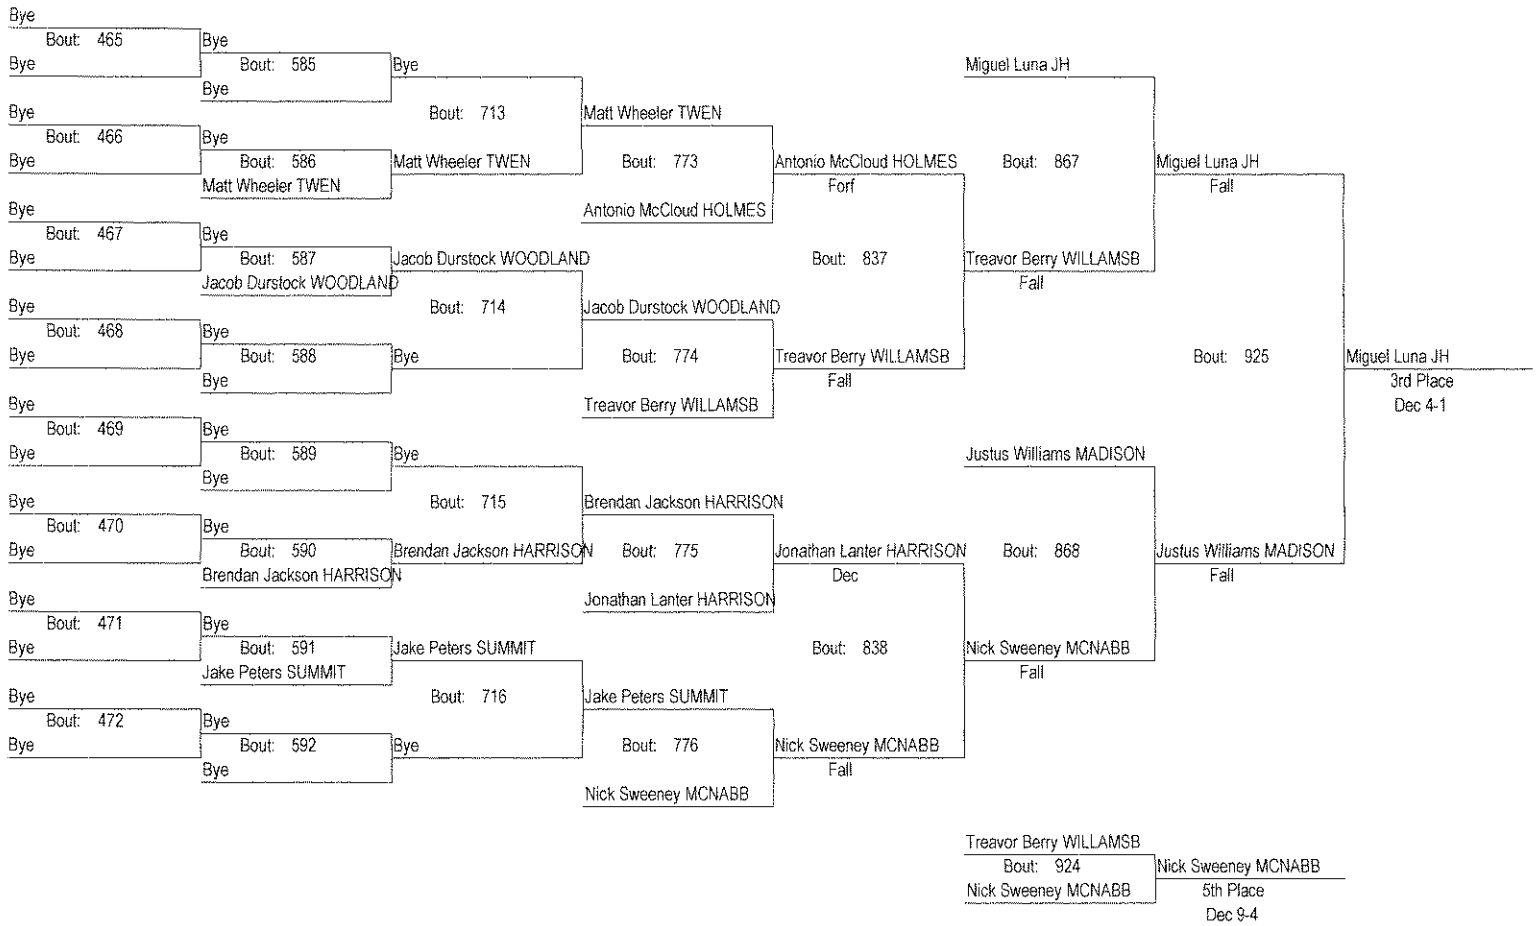 Bye
Bout: 465
Bye
Bye
Bout: 466
Bye
Bye
Bout: 467
Bye
Bye
Bout: 468
Bye
Bye
Bout: 469
Bye
Bye
Bout: 470
Bye
Bye
Bout: 471
Bye
Bye
Bout: 472
Bye
Bye
Bout: 585
Bye
Bye
Bout: 586
Matt Wheeler TWEN
Bye
Bout: 587
Jacob Durstock WOODLAND
Bye
Bout: 588
Bye
Bye
Bout: 589
Bye
Bye
Bout: 590
Brendan Jackson HARRISON
Bye
Bout: 591
Jake Peters SUMMIT
Bye
Bout: 592
Bye
Bye
Bout: 713
Matt Wheeler TWEN
Jacob Durstock WOODLAND
Bout: 714
Bye
Bye
Bout: 715
Brendan Jackson HARRISON
Jake Peters SUMMIT
Bout: 716
Bye
Matt Wheeler TWEN
Bout: 773
Antonio McCloud HOLMES
Jacob Durstock WOODLAND
Bout: 774
Treavor Berry WILLAMSB
Brendan Jackson HARRISON
Bout: 775
Jonathan Lanter HARRISON
Jake Peters SUMMIT
Bout: 776
Nick Sweeney MCNABB
Antonio McCloud HOLMES
Forf
Bout: 837
Treavor Berry WILLAMSB
Fall
Jonathan Lanter HARRISON
Dec
Bout: 838
Nick Sweeney MCNABB
Fall
Miguel Luna JH
Bout: 867
Treavor Berry WILLAMSB
Fall
Justus Williams MADISON
Bout: 868
Nick Sweeney MCNABB
Fall
Miguel Luna JH
Fall
Bout: 925
Justus Williams MADISON
Fall
Miguel Luna JH
3rd Place
Dec 4-1
Treavor Berry WILLAMSB
Bout: 924
Nick Sweeney MCNABB
Nick Sweeney MCNABB
5th Place
Dec 9-4